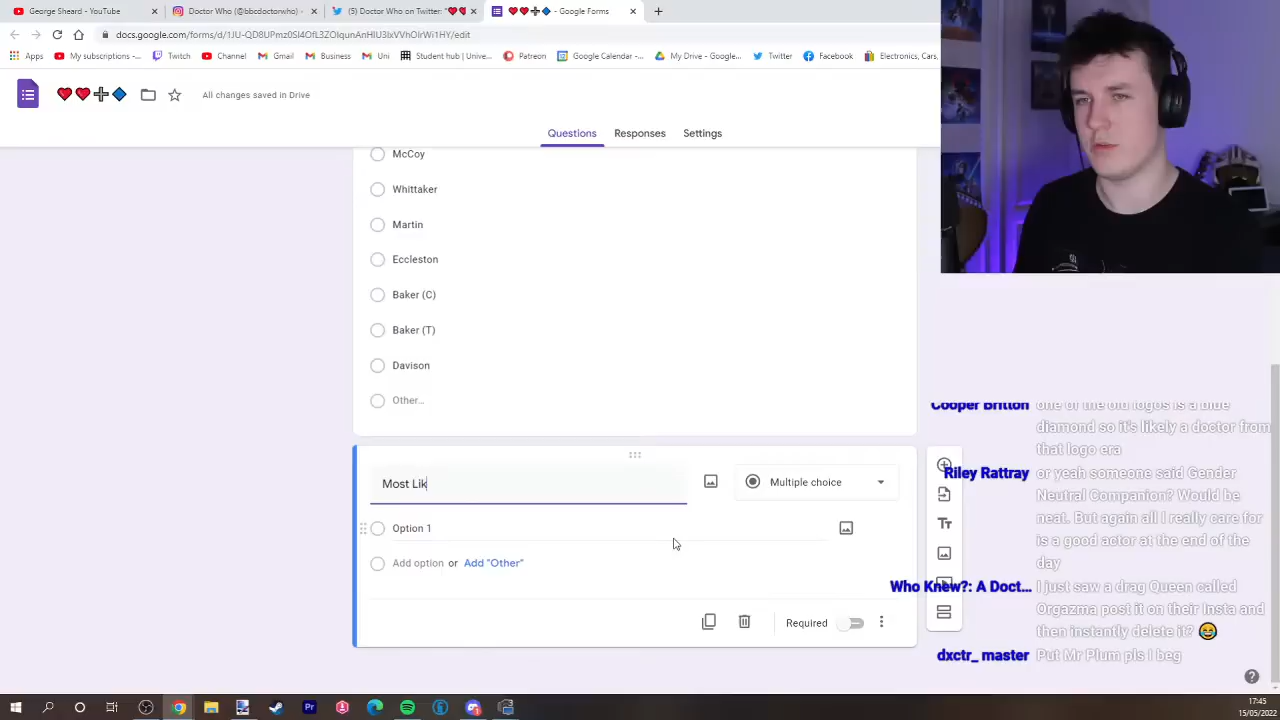 George Sheard - YouTube
Doctor Who (@bbcdoctorwho) •
(5) Doctor Who on Twitter: "❤️❤️
❤️❤️➕🔷 - Google Forms
docs.google.com/forms/d/
/edit
Apps
My subscriptions -...
Twitch
Channel
Gmail
Business
Uni
Student hub | Unive...
Patreon
Google Calendar -...
My Drive - Google...
Twitter
Facebook
Electronics, Cars,
❤️❤️➕🔷
All changes saved in Drive
Questions
Responses
Settings
McCoy
Whittaker
Martin
Eccleston
Baker (C)
Baker (T)
Davison
Other...
Most Lik
Multiple choice
Option 1
Add option or Add "Other"
Required
Cooper Britton one of the old logos is a blue
diamond so it's likely a doctor from
that logo era
Riley Rattray or yeah someone said Gender
Neutral Companion? Would be
neat. But again all I really care for
is a good actor at the end of the
day
Who Knew?: A Doct... I just saw a drag Queen called
Orgazma post it on their Insta and
then instantly delete it? 😂
dxctr_ master Put Mr Plum pls I beg
17:45
15/05/2022